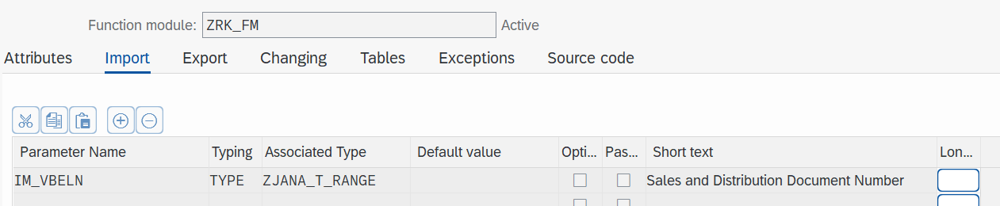 Function module: ZRK_FM Active
Attributes Import Export Changing Tables Exceptions Source code
Parameter Name Typing Associated Type Default value Opti... Pas... Short text Lon...
IM_VBELN TYPE ZJANA_T_RANGE Sales and Distribution Document Number